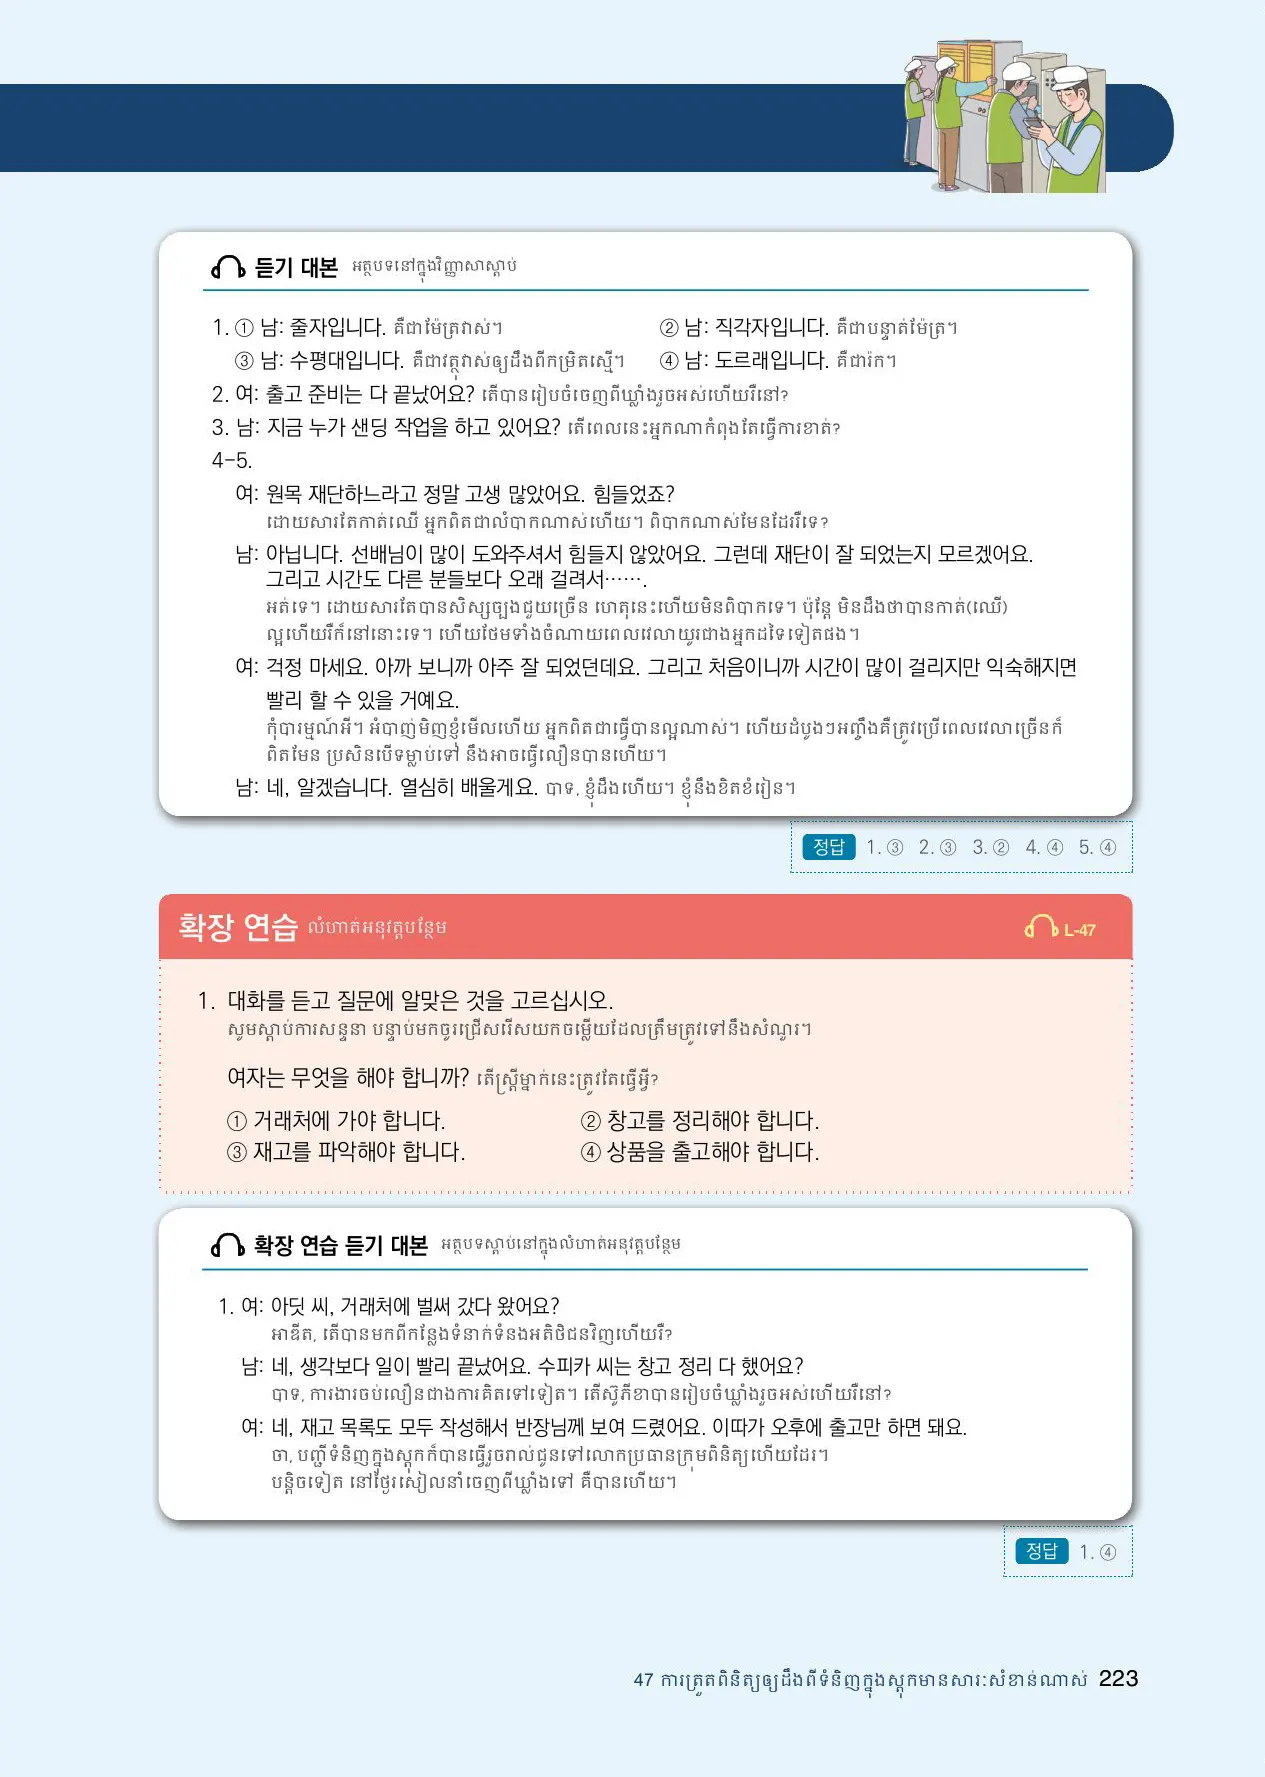 듣기 대본 អត្ថបទនៅក្នុងវិញ្ញាសាស្តាប់
1. ① 남: 줄자입니다. គឺជាម៉ែត្រវាស់។ ② 남: 직각자입니다. គឺជាបន្ទាត់ម៉ែត្រ។
③ 남: 수평대입니다. គឺជាវត្ថុវាស់ឲ្យដឹងពីកម្រិតស្មើ។ ④ 남: 도르래입니다. គឺជារ៉ក។
2. 여: 출고 준비는 다 끝났어요? តើបានរៀបចំចេញពីឃ្លាំងរួចអស់ហើយរឺនៅ?
3. 남: 지금 누가 샌딩 작업을 하고 있어요? តើពេលនេះអ្នកណាកំពុងតែធ្វើការខាត់?
4-5.
여: 원목 재단하느라고 정말 고생 많았어요. 힘들었죠?
ដោយសារតែកាត់ឈើ អ្នកពិតជាលំបាកណាស់ហើយ។ ពិបាកណាស់មែនដែររឺទេ?
남: 아닙니다. 선배님이 많이 도와주셔서 힘들지 않았어요. 그런데 재단이 잘 되었는지 모르겠어요.
그리고 시간도 다른 분들보다 오래 걸려서…….
អត់ទេ។ ដោយសារតែបានសិស្សច្បងជួយច្រើន ហេតុនេះហើយមិនពិបាកទេ។ ប៉ុន្តែ មិនដឹងថាបានកាត់(ឈើ)
ល្អហើយរឺក៏នៅនោះទេ។ ហើយថែមទាំងចំណាយពេលវេលាយូរជាងអ្នកដទៃទៀតផង។
여: 걱정 마세요. 아까 보니까 아주 잘 되었던데요. 그리고 처음이니까 시간이 많이 걸리지만 익숙해지면
빨리 할 수 있을 거예요.
កុំបារម្មណ៍អី។ អំបាញ់មិញខ្ញុំមើលហើយ អ្នកពិតជាធ្វើបានល្អណាស់។ ហើយដំបូងៗអញ្ចឹងគឺត្រូវប្រើពេលវេលាច្រើនក៏
ពិតមែន ប្រសិនបើទម្លាប់ទៅ នឹងអាចធ្វើលឿនបានហើយ។
남: 네, 알겠습니다. 열심히 배울게요. បាទ, ខ្ញុំដឹងហើយ។ ខ្ញុំនឹងខិតខំរៀន។
정답 1. ③ 2. ③ 3. ② 4. ④ 5. ④
확장 연습 លំហាត់អនុវត្តបន្ថែម L-47
1. 대화를 듣고 질문에 알맞은 것을 고르십시오.
សូមស្តាប់ការសន្ទនា បន្ទាប់មកចូរជ្រើសរើសយកចម្លើយដែលត្រឹមត្រូវទៅនឹងសំណួរ។
여자는 무엇을 해야 합니까? តើស្ត្រីម្នាក់នេះត្រូវតែធ្វើអ្វី?
① 거래처에 가야 합니다. ② 창고를 정리해야 합니다.
③ 재고를 파악해야 합니다. ④ 상품을 출고해야 합니다.
확장 연습 듣기 대본 អត្ថបទស្តាប់នៅក្នុងលំហាត់អនុវត្តបន្ថែម
1. 여: 아딧 씨, 거래처에 벌써 갔다 왔어요?
អាឌីត, តើបានមកពីកន្លែងទំនាក់ទំនងអតិថិជនវិញហើយរឺ?
남: 네, 생각보다 일이 빨리 끝났어요. 수피카 씨는 창고 정리 다 했어요?
បាទ, ការងារចប់លឿនជាងការគិតទៅទៀត។ តើស៊ូភីខាបានរៀបចំឃ្លាំងរួចអស់ហើយរឺនៅ?
여: 네, 재고 목록도 모두 작성해서 반장님께 보여 드렸어요. 이따가 오후에 출고만 하면 돼요.
ចា, បញ្ជីទំនិញក្នុងស្តុកក៏បានធ្វើរួចរាល់ជូនទៅលោកប្រធានក្រុមពិនិត្យហើយដែរ។
បន្តិចទៀត នៅថ្ងៃរសៀលនាំចេញពីឃ្លាំងទៅ គឺបានហើយ។
정답 1. ④
47 ការត្រួតពិនិត្យឲ្យដឹងពីទំនិញក្នុងស្តុកមានសារៈសំខាន់ណាស់ 223